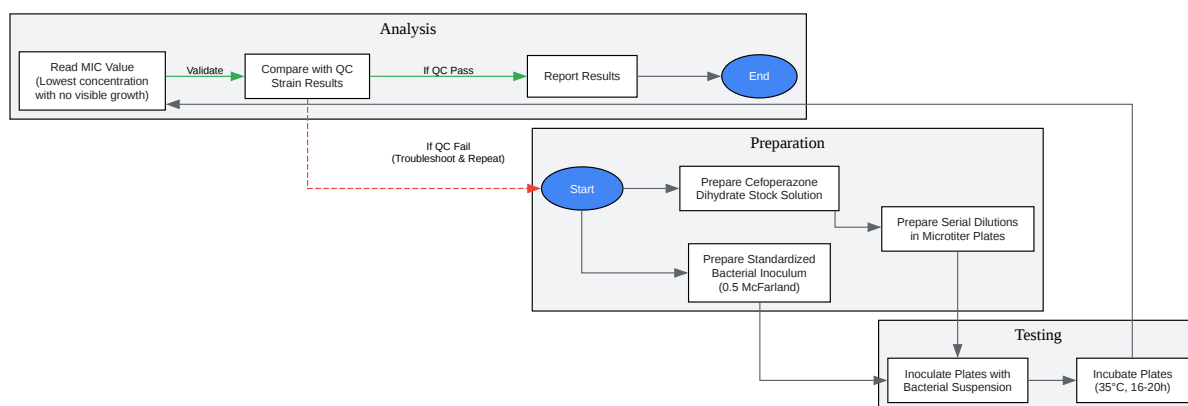 Analysis
Read MIC Value
(Lowest concentration
with no visible growth)
Validate
Compare with QC
Strain Results
If QC Pass
Report Results
End
If QC Fail
(Troubleshoot & Repeat)
Preparation
Start
Prepare Cefoperazone
Dihydrate Stock Solution
Prepare Serial Dilutions
in Microtiter Plates
Prepare Standardized
Bacterial Inoculum
(0.5 McFarland)
Testing
Inoculate Plates with
Bacterial Suspension
Incubate Plates
(35°C, 16-20h)